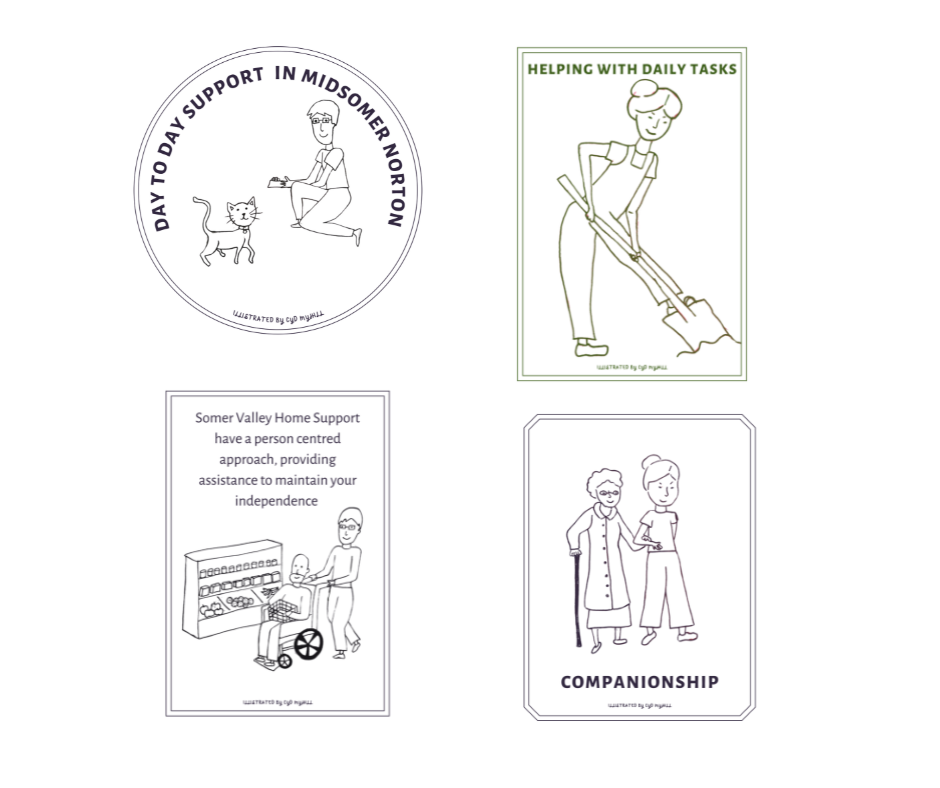 DAY TO DAY SUPPORT IN MIDSOMER NORTON
ILLUSTRATED By CyD MyHILL
HELPING WITH DAILY TASKS
ILLUSTRATED By CyD MyHILL
Somer Valley Home Support
have a person centred
approach, providing
assistance to maintain your
independence
ILLUSTRATED By CyD MyHILL
COMPANIONSHIP
ILLUSTRATED By CyD MyHILL